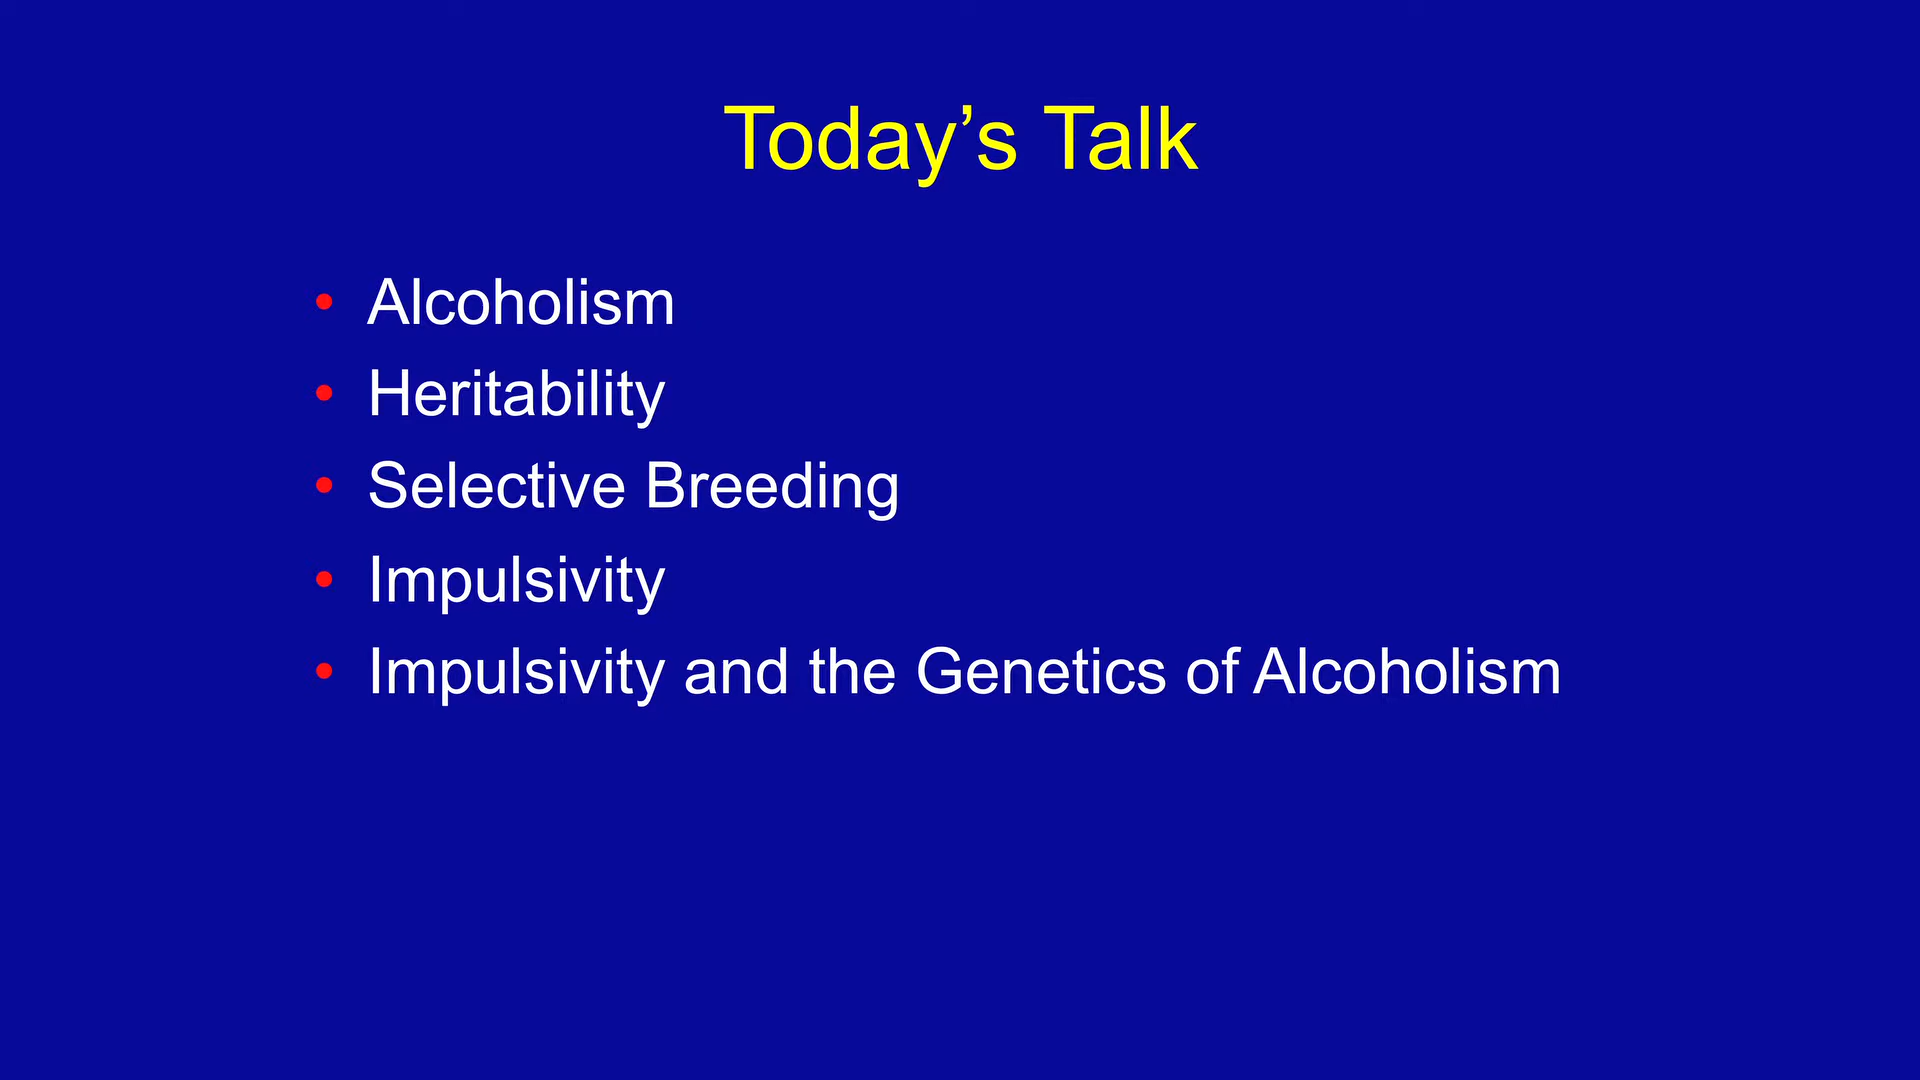 Today’s Talk
• Alcoholism
• Heritability
• Selective Breeding
• Impulsivity
• Impulsivity and the Genetics of Alcoholism